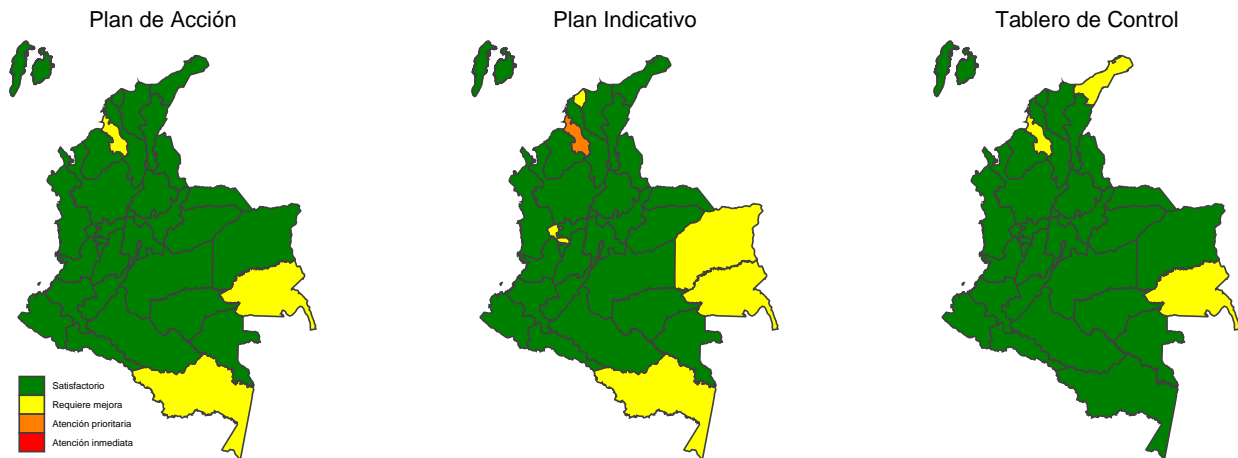 Plan de Acción
Plan Indicativo
Tablero de Control
Satisfactorio
Requiere mejora
Atención prioritaria
Atención inmediata